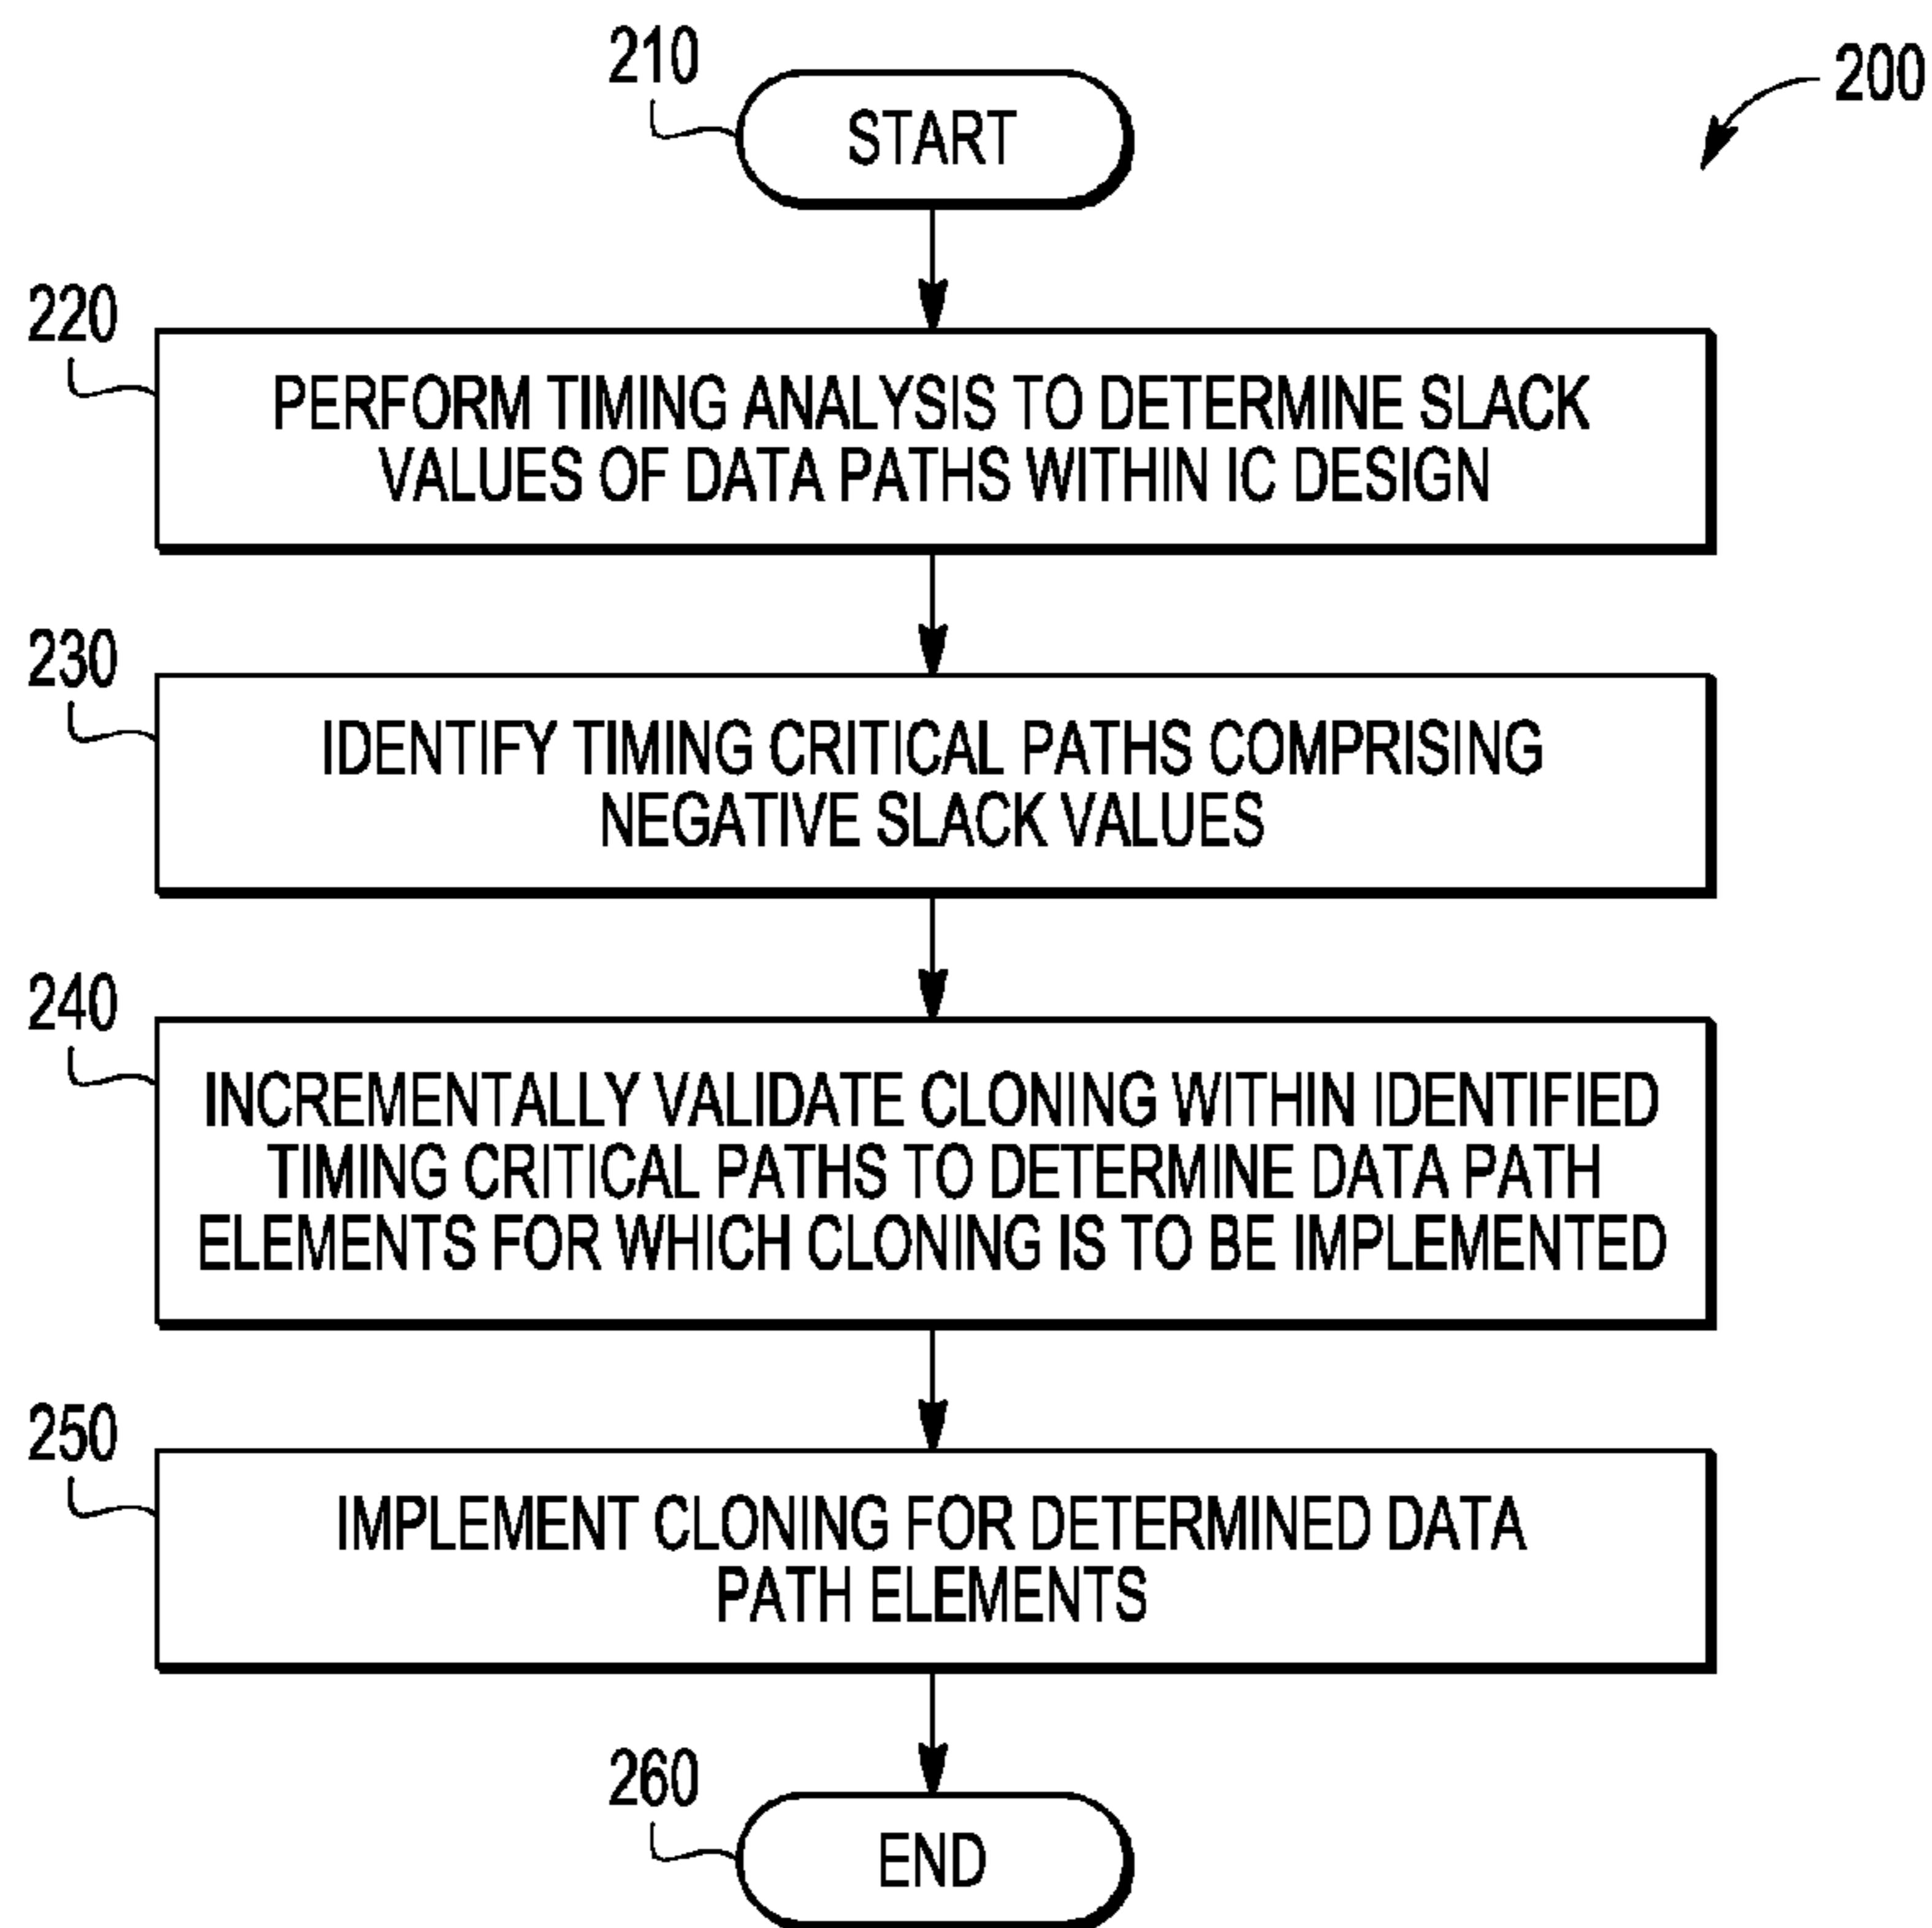 210
START
200
220
PERFORM TIMING ANALYSIS TO DETERMINE SLACK
VALUES OF DATA PATHS WITHIN IC DESIGN
230
IDENTIFY TIMING CRITICAL PATHS COMPRISING
NEGATIVE SLACK VALUES
240
INCREMENTALLY VALIDATE CLONING WITHIN IDENTIFIED
TIMING CRITICAL PATHS TO DETERMINE DATA PATH
ELEMENTS FOR WHICH CLONING IS TO BE IMPLEMENTED
250
IMPLEMENT CLONING FOR DETERMINED DATA
PATH ELEMENTS
260
END